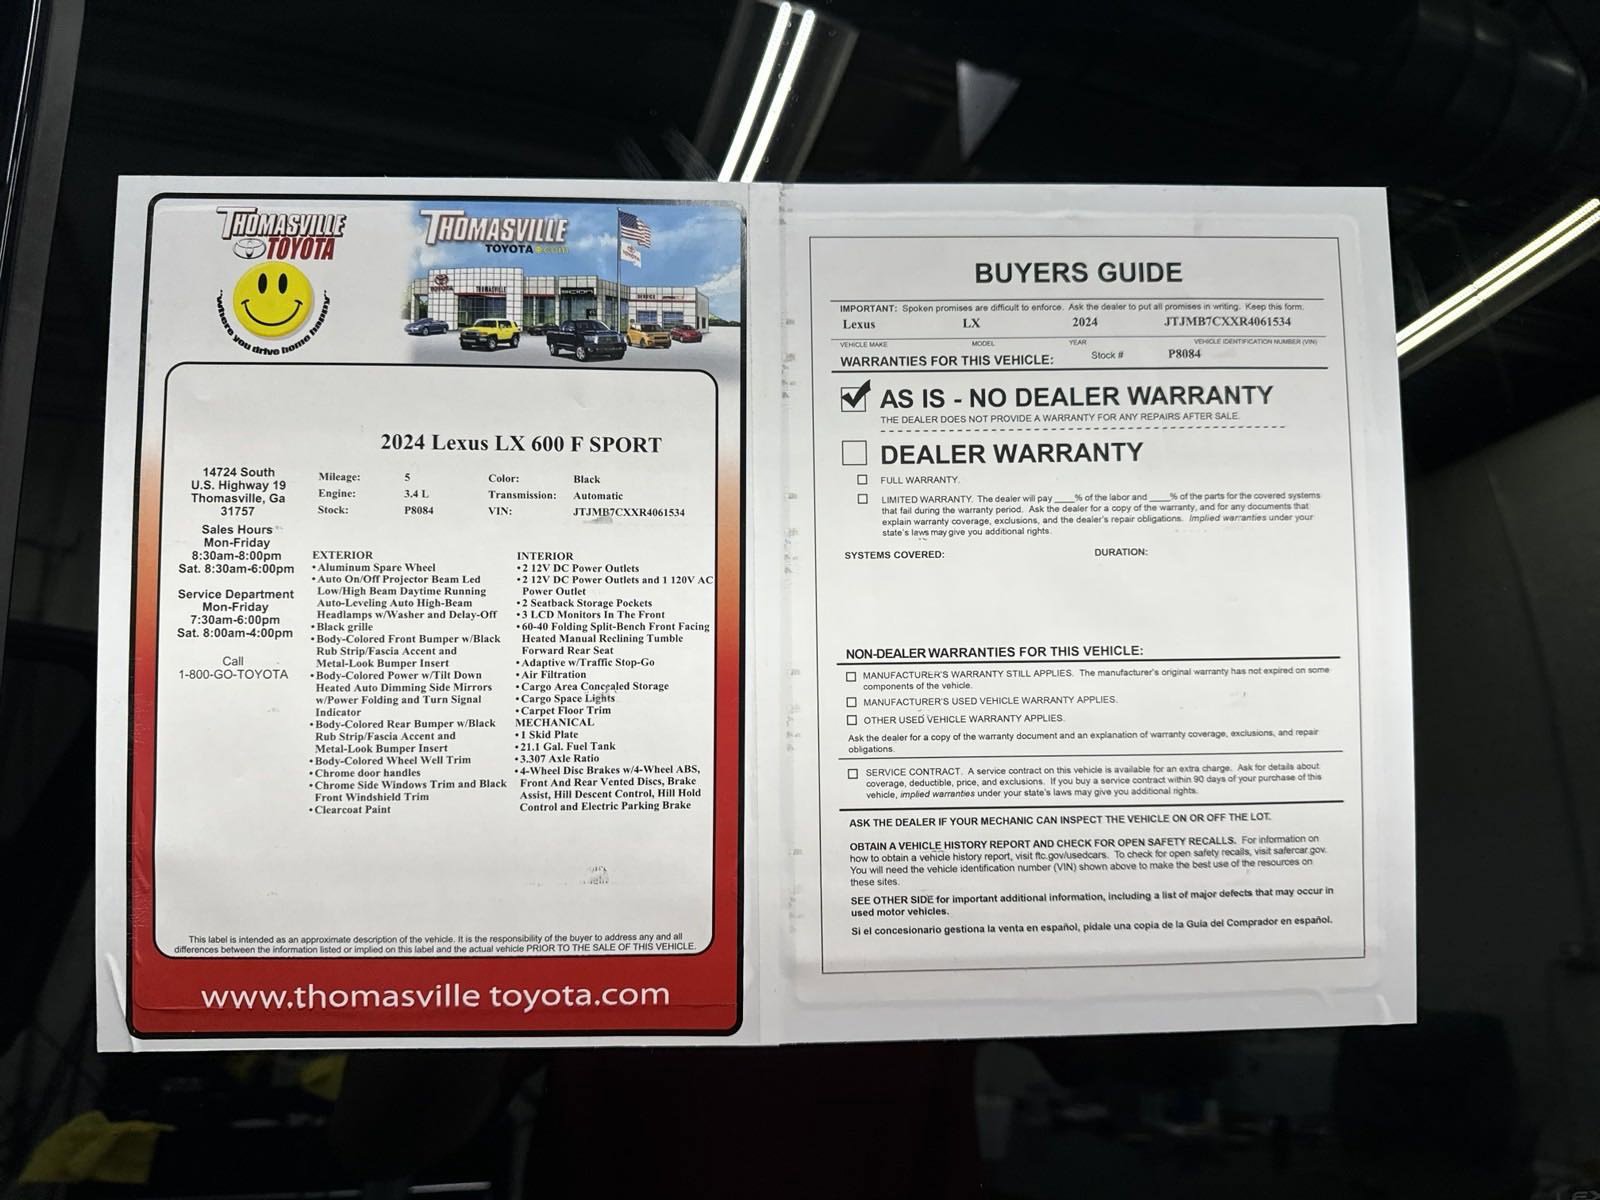 THOMASVILLE
TOYOTA
"where you drive home happy"
THOMASVILLE
TOYOTA .com
TOYOTA
THOMASVILLE
scion
SERVICE
2024 Lexus LX 600 F SPORT
14724 South
U.S. Highway 19
Thomasville, Ga
31757
Sales Hours
Mon-Friday
8:30am-8:00pm
Sat. 8:30am-6:00pm
Service Department
Mon-Friday
7:30am-6:00pm
Sat. 8:00am-4:00pm
Call
1-800-GO-TOYOTA
Mileage: 5 Color: Black
Engine: 3.4 L Transmission: Automatic
Stock: P8084 VIN: JTJMB7CXXR4061534
EXTERIOR
• Aluminum Spare Wheel
• Auto On/Off Projector Beam Led
Low/High Beam Daytime Running
Auto-Leveling Auto High-Beam
Headlamps w/Washer and Delay-Off
• Black grille
• Body-Colored Front Bumper w/Black
Rub Strip/Fascia Accent and
Metal-Look Bumper Insert
• Body-Colored Power w/Tilt Down
Heated Auto Dimming Side Mirrors
w/Power Folding and Turn Signal
Indicator
• Body-Colored Rear Bumper w/Black
Rub Strip/Fascia Accent and
Metal-Look Bumper Insert
• Body-Colored Wheel Well Trim
• Chrome door handles
• Chrome Side Windows Trim and Black
Front Windshield Trim
• Clearcoat Paint
INTERIOR
• 2 12V DC Power Outlets
• 2 12V DC Power Outlets and 1 120V AC
Power Outlet
• 2 Seatback Storage Pockets
• 3 LCD Monitors In The Front
• 60-40 Folding Split-Bench Front Facing
Heated Manual Reclining Tumble
Forward Rear Seat
• Adaptive w/Traffic Stop-Go
• Air Filtration
• Cargo Area Concealed Storage
• Cargo Space Lights
• Carpet Floor Trim
MECHANICAL
• 1 Skid Plate
• 21.1 Gal. Fuel Tank
• 3.307 Axle Ratio
• 4-Wheel Disc Brakes w/4-Wheel ABS,
Front And Rear Vented Discs, Brake
Assist, Hill Descent Control, Hill Hold
Control and Electric Parking Brake
This label is intended as an approximate description of the vehicle. It is the responsibility of the buyer to address any and all
differences between the information listed or implied on this label and the actual vehicle PRIOR TO THE SALE OF THIS VEHICLE.
www.thomasville toyota.com
BUYERS GUIDE
IMPORTANT: Spoken promises are difficult to enforce. Ask the dealer to put all promises in writing. Keep this form.
Lexus LX 2024 JTJMB7CXXR4061534
VEHICLE MAKE MODEL YEAR VEHICLE IDENTIFICATION NUMBER (VIN)
WARRANTIES FOR THIS VEHICLE: Stock # P8084
AS IS - NO DEALER WARRANTY
THE DEALER DOES NOT PROVIDE A WARRANTY FOR ANY REPAIRS AFTER SALE.
DEALER WARRANTY
FULL WARRANTY.
LIMITED WARRANTY. The dealer will pay ____% of the labor and ____% of the parts for the covered systems
that fail during the warranty period. Ask the dealer for a copy of the warranty, and for any documents that
explain warranty coverage, exclusions, and the dealer's repair obligations. Implied warranties under your
state's laws may give you additional rights.
SYSTEMS COVERED: DURATION:
NON-DEALER WARRANTIES FOR THIS VEHICLE:
MANUFACTURER'S WARRANTY STILL APPLIES. The manufacturer's original warranty has not expired on some
components of the vehicle.
MANUFACTURER'S USED VEHICLE WARRANTY APPLIES.
OTHER USED VEHICLE WARRANTY APPLIES.
Ask the dealer for a copy of the warranty document and an explanation of warranty coverage, exclusions, and repair
obligations.
SERVICE CONTRACT. A service contract on this vehicle is available for an extra charge. Ask for details about
coverage, deductible, price, and exclusions. If you buy a service contract within 90 days of your purchase of this
vehicle, implied warranties under your state's laws may give you additional rights.
ASK THE DEALER IF YOUR MECHANIC CAN INSPECT THE VEHICLE ON OR OFF THE LOT.
OBTAIN A VEHICLE HISTORY REPORT AND CHECK FOR OPEN SAFETY RECALLS. For information on
how to obtain a vehicle history report, visit ftc.gov/usedcars. To check for open safety recalls, visit safercar.gov.
You will need the vehicle identification number (VIN) shown above to make the best use of the resources on
these sites.
SEE OTHER SIDE for important additional information, including a list of major defects that may occur in
used motor vehicles.
Si el concesionario gestiona la venta en español, pídale una copia de la Guía del Comprador en español.